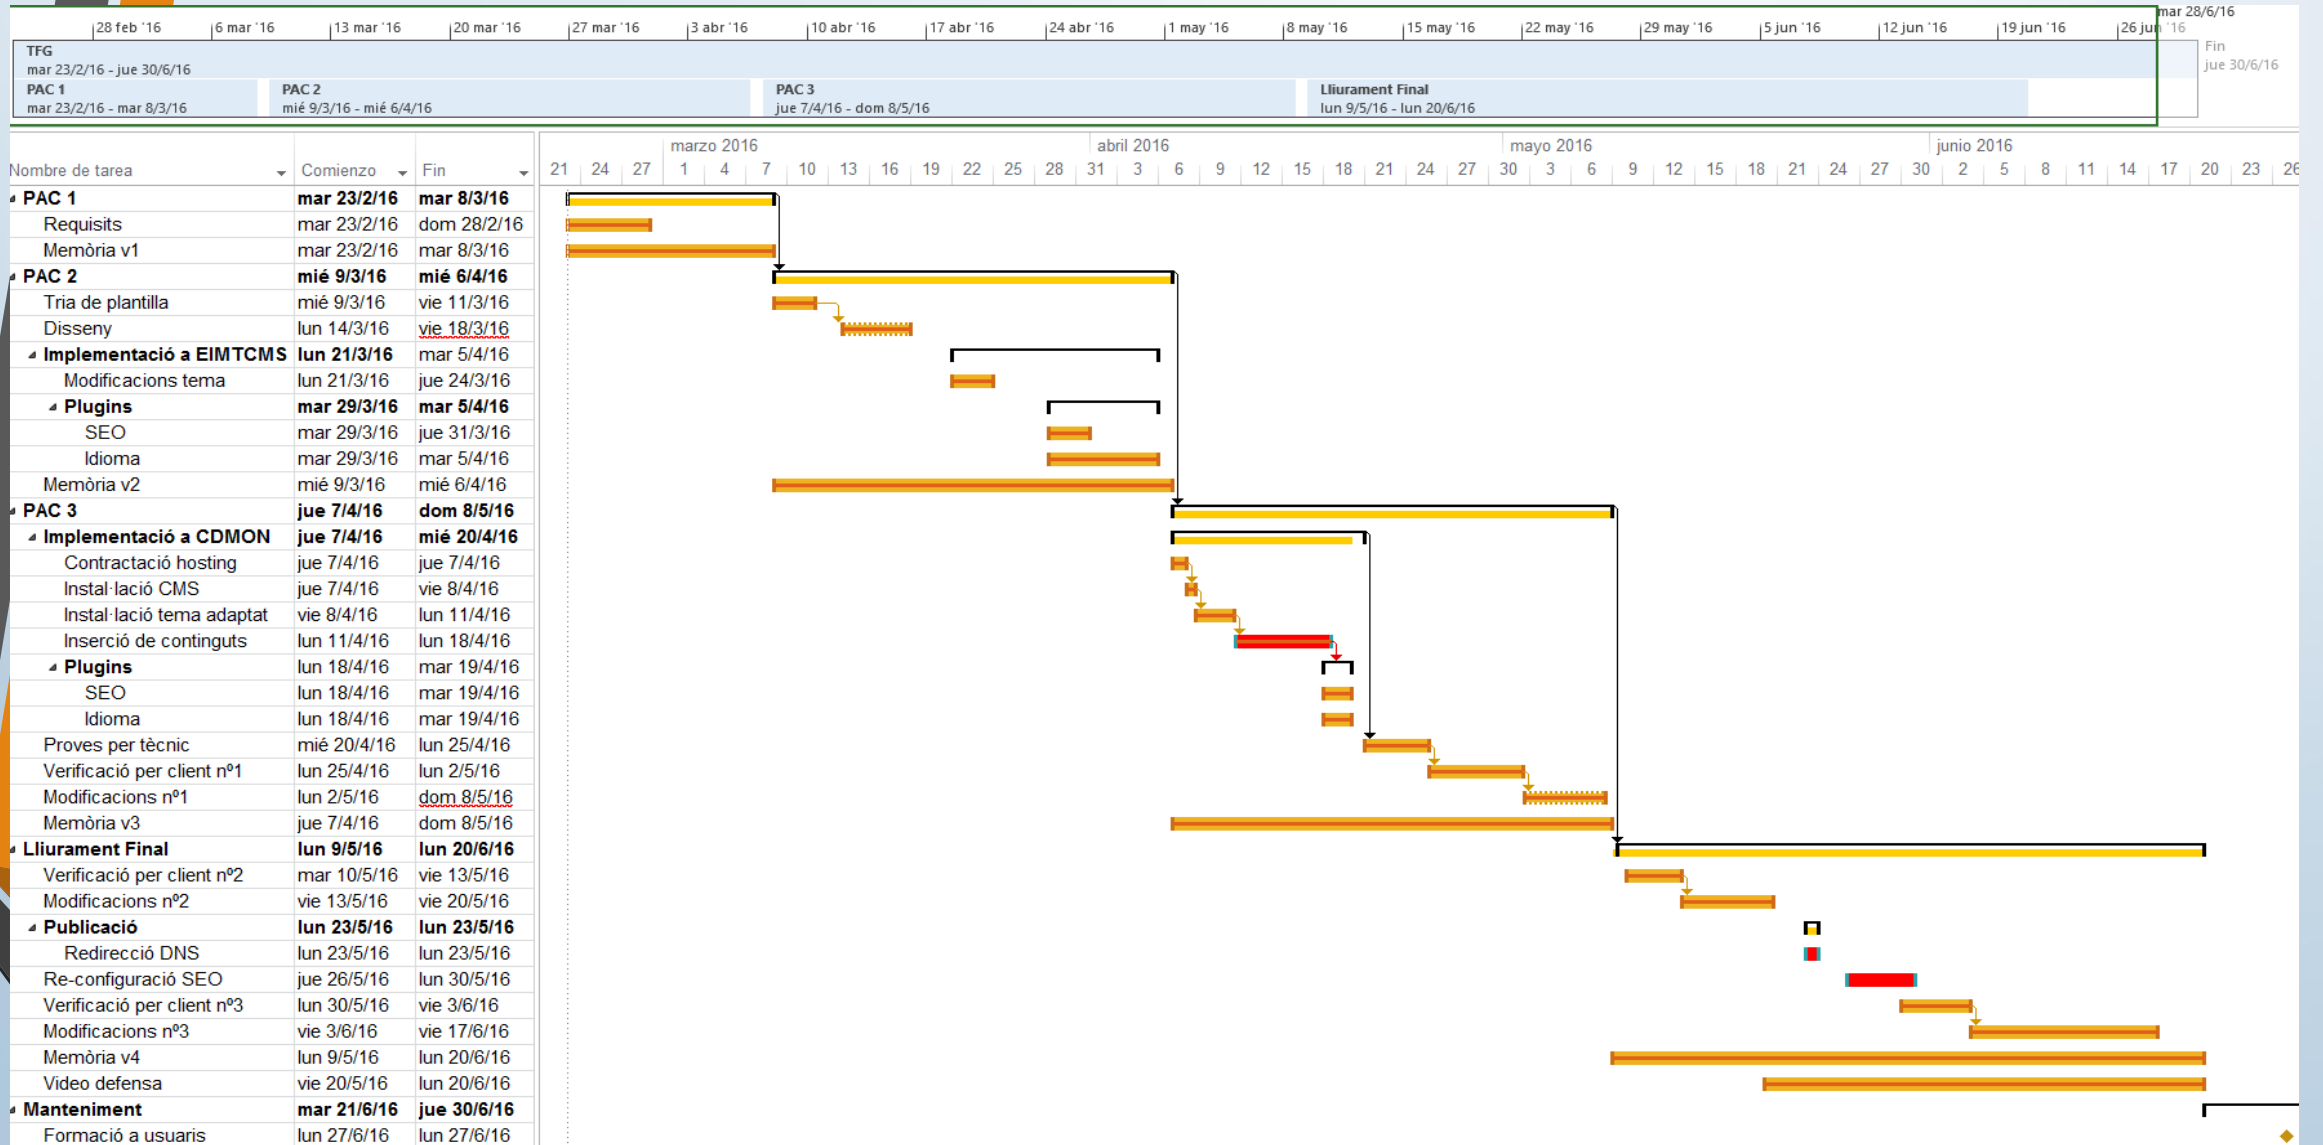 mar 28/6/16
28 feb '16 6 mar '16 13 mar '16 20 mar '16 27 mar '16 3 abr '16 10 abr '16 17 abr '16 24 abr '16 1 may '16 8 may '16 15 may '16 22 may '16 29 may '16 5 jun '16 12 jun '16 19 jun '16 26 jun '16
TFG
mar 23/2/16 - jue 30/6/16
Fin
jue 30/6/16
PAC 1
mar 23/2/16 - mar 8/3/16
PAC 2
mié 9/3/16 - mié 6/4/16
PAC 3
jue 7/4/16 - dom 8/5/16
Lliurament Final
lun 9/5/16 - lun 20/6/16
marzo 2016 abril 2016 mayo 2016 junio 2016
Nombre de tarea Comienzo Fin 21 24 27 1 4 7 10 13 16 19 22 25 28 31 3 6 9 12 15 18 21 24 27 30 3 6 9 12 15 18 21 24 27 30 2 5 8 11 14 17 20 23 26
PAC 1 mar 23/2/16 mar 8/3/16
Requisits mar 23/2/16 dom 28/2/16
Memòria v1 mar 23/2/16 mar 8/3/16
PAC 2 mié 9/3/16 mié 6/4/16
Tria de plantilla mié 9/3/16 vie 11/3/16
Disseny lun 14/3/16 vie 18/3/16
Implementació a EIMTCMS lun 21/3/16 mar 5/4/16
Modificacions tema lun 21/3/16 jue 24/3/16
Plugins mar 29/3/16 mar 5/4/16
SEO mar 29/3/16 jue 31/3/16
Idioma mar 29/3/16 mar 5/4/16
Memòria v2 mié 9/3/16 mié 6/4/16
PAC 3 jue 7/4/16 dom 8/5/16
Implementació a CDMON jue 7/4/16 mié 20/4/16
Contractació hosting jue 7/4/16 jue 7/4/16
Instal·lació CMS jue 7/4/16 vie 8/4/16
Instal·lació tema adaptat vie 8/4/16 lun 11/4/16
Inserció de continguts lun 11/4/16 lun 18/4/16
Plugins lun 18/4/16 mar 19/4/16
SEO lun 18/4/16 mar 19/4/16
Idioma lun 18/4/16 mar 19/4/16
Proves per tècnic mié 20/4/16 lun 25/4/16
Verificació per client nº1 lun 25/4/16 lun 2/5/16
Modificacions nº1 lun 2/5/16 dom 8/5/16
Memòria v3 jue 7/4/16 dom 8/5/16
Lliurament Final lun 9/5/16 lun 20/6/16
Verificació per client nº2 mar 10/5/16 vie 13/5/16
Modificacions nº2 vie 13/5/16 vie 20/5/16
Publicació lun 23/5/16 lun 23/5/16
Redirecció DNS lun 23/5/16 lun 23/5/16
Re-configuració SEO jue 26/5/16 lun 30/5/16
Verificació per client nº3 lun 30/5/16 vie 3/6/16
Modificacions nº3 vie 3/6/16 vie 17/6/16
Memòria v4 lun 9/5/16 lun 20/6/16
Video defensa vie 20/5/16 lun 20/6/16
Manteniment mar 21/6/16 jue 30/6/16
Formació a usuaris lun 27/6/16 lun 27/6/16